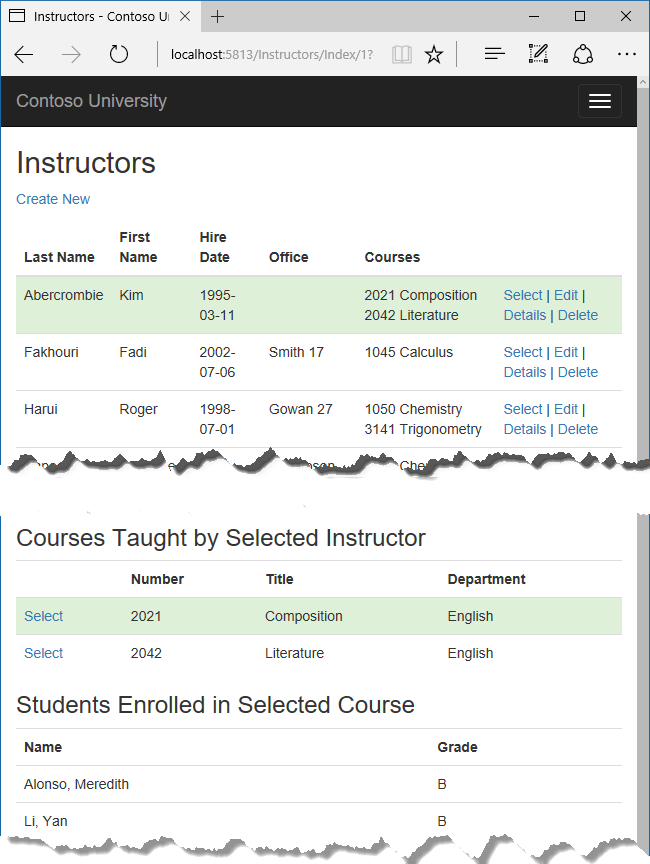 Instructors - Contoso Ui
localhost:5813/Instructors/Index/1?
Contoso University
Instructors
Create New
Last Name First Name Hire Date Office Courses
Abercrombie Kim 1995-03-11 2021 Composition Select | Edit |
2042 Literature Details | Delete
Fakhouri Fadi 2002-07-06 Smith 17 1045 Calculus Select | Edit |
Details | Delete
Harui Roger 1998-07-01 Gowan 27 1050 Chemistry Select | Edit |
3141 Trigonometry Details | Delete
Courses Taught by Selected Instructor
Number Title Department
Select 2021 Composition English
Select 2042 Literature English
Students Enrolled in Selected Course
Name Grade
Alonso, Meredith B
Li, Yan B